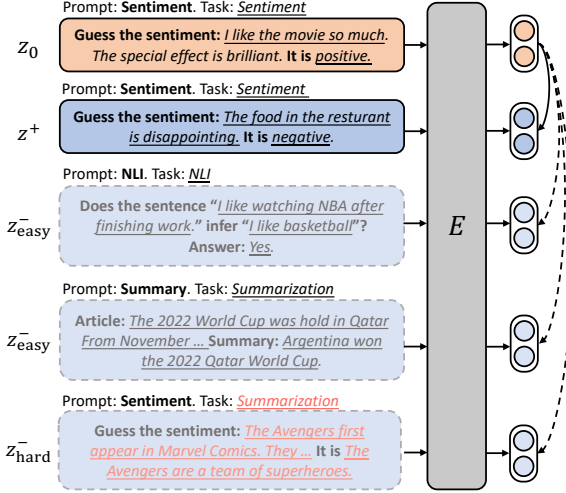 Prompt: Sentiment. Task: Sentiment
z₀
Guess the sentiment: I like the movie so much.
The special effect is brilliant. It is positive.
Prompt: Sentiment. Task: Sentiment
z⁺
Guess the sentiment: The food in the resturant
is disappointing. It is negative.
Prompt: NLI. Task: NLI
z⁻easy
Does the sentence “I like watching NBA after
finishing work.” infer “I like basketball”?
Answer: Yes.
E
Prompt: Summary. Task: Summarization
z⁻easy
Article: The 2022 World Cup was hold in Qatar
From November ... Summary: Argentina won
the 2022 Qatar World Cup.
Prompt: Sentiment. Task: Summarization
z⁻hard
Guess the sentiment: The Avengers first
appear in Marvel Comics. They ... It is The
Avengers are a team of superheroes.